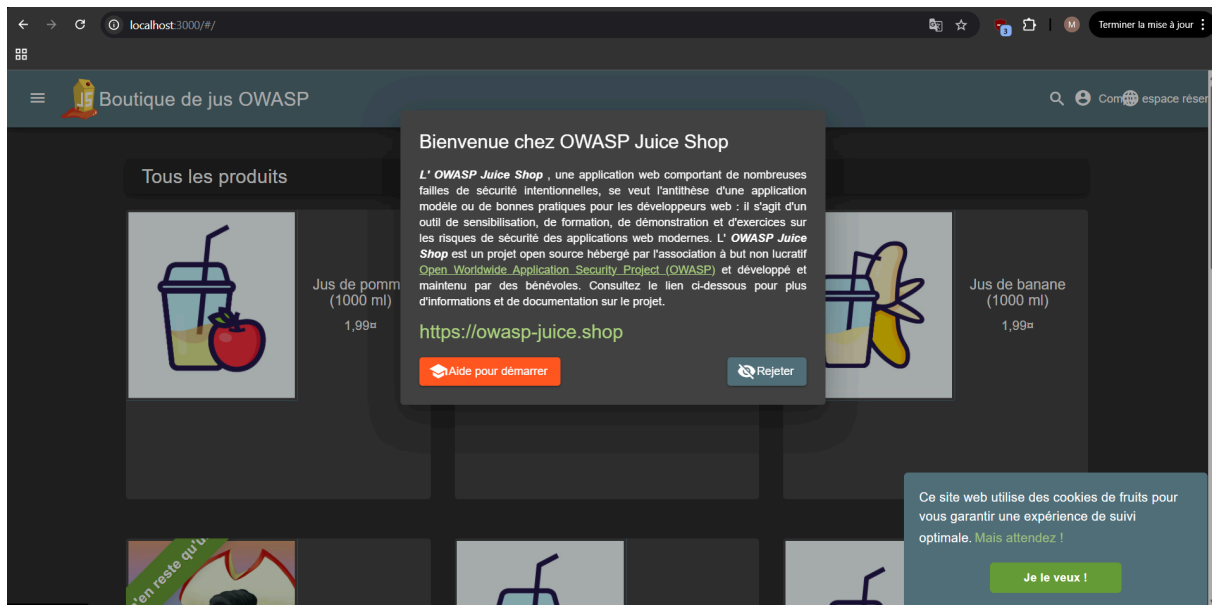 localhost:3000/#/
3
M
Terminer la mise à jour
JS
Boutique de jus OWASP
espace réser
Tous les produits
Bienvenue chez OWASP Juice Shop
L' OWASP Juice Shop , une application web comportant de nombreuses
failles de sécurité intentionnelles, se veut l'antithèse d'une application
modèle ou de bonnes pratiques pour les développeurs web : il s'agit d'un
outil de sensibilisation, de formation, de démonstration et d'exercices sur
les risques de sécurité des applications web modernes. L' OWASP Juice
Shop est un projet open source hébergé par l'association à but non lucratif
Open Worldwide Application Security Project (OWASP) et développé et
maintenu par des bénévoles. Consultez le lien ci-dessous pour plus
d'informations et de documentation sur le projet.
https://owasp-juice.shop
Aide pour démarrer
Rejeter
Jus de pomm
(1000 ml)
1,99¤
Jus de banane
(1000 ml)
1,99¤
'en reste qu'u
Ce site web utilise des cookies de fruits pour
vous garantir une expérience de suivi
optimale. Mais attendez !
Je le veux !